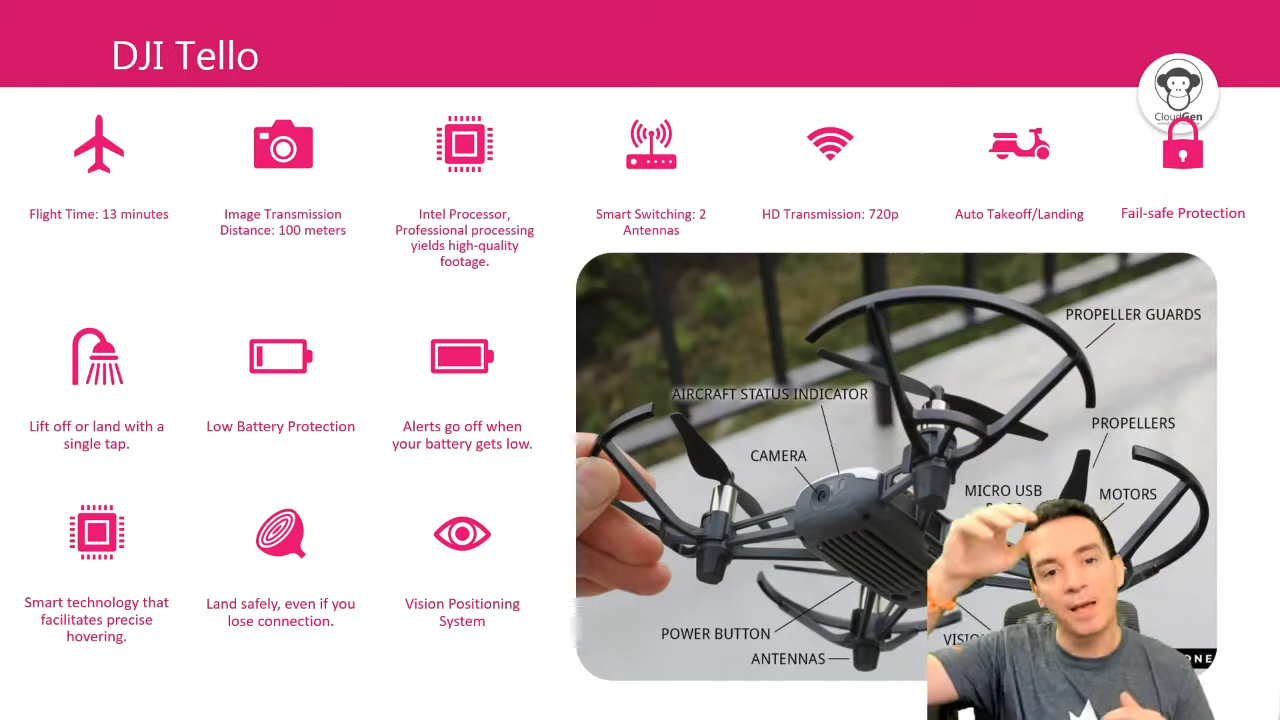 DJI Tello
CloudGen
Flight Time: 13 minutes
Image Transmission
Distance: 100 meters
Intel Processor,
Professional processing
yields high-quality
footage.
Smart Switching: 2
Antennas
HD Transmission: 720p
Auto Takeoff/Landing
Fail-safe Protection
Lift off or land with a
single tap.
Low Battery Protection
Alerts go off when
your battery gets low.
Smart technology that
facilitates precise
hovering.
Land safely, even if you
lose connection.
Vision Positioning
System
PROPELLER GUARDS
AIRCRAFT STATUS INDICATOR
PROPELLERS
CAMERA
MICRO USB
MOTORS
POWER BUTTON
ANTENNAS